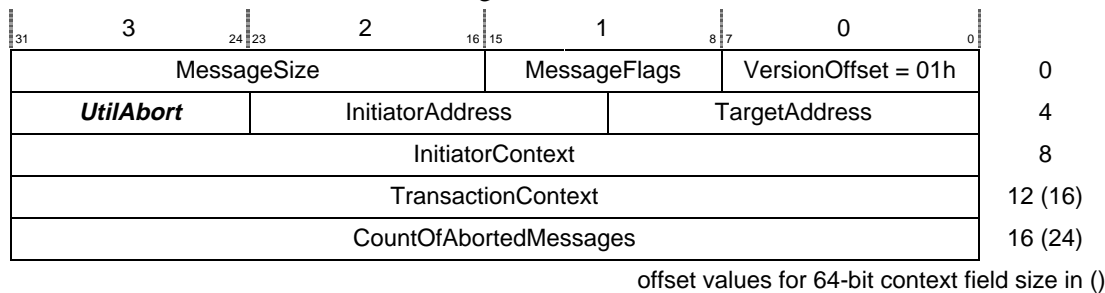 3 2 1 0
31 24 23 16 15 8 7 0
MessageSize MessageFlags VersionOffset = 01h 0
UtilAbort InitiatorAddress TargetAddress 4
InitiatorContext 8
TransactionContext 12 (16)
CountOfAbortedMessages 16 (24)
offset values for 64-bit context field size in ()